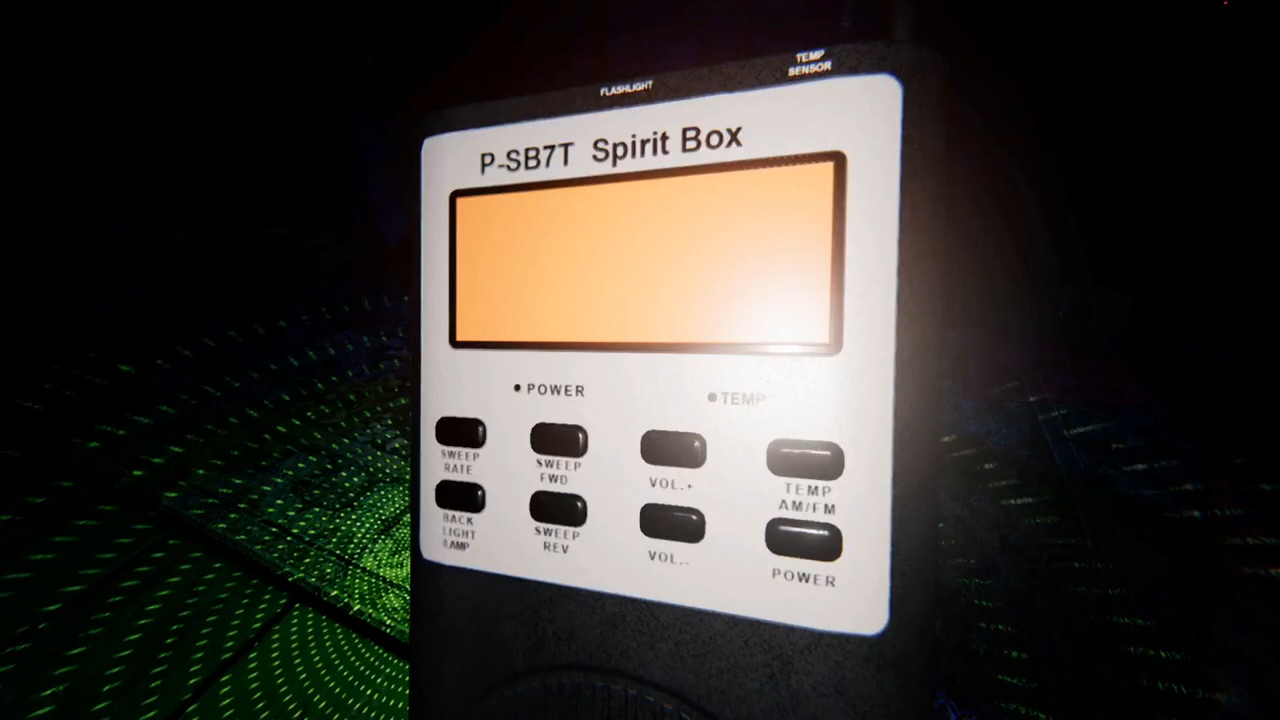 TEMP
SENSOR
FLASHLIGHT
P-SB7T Spirit Box
POWER
TEMP
SWEEP
RATE
SWEEP
FWD
VOL.+
TEMP
AM/FM
BACK
LIGHT
/LAMP
SWEEP
REV
VOL.-
POWER